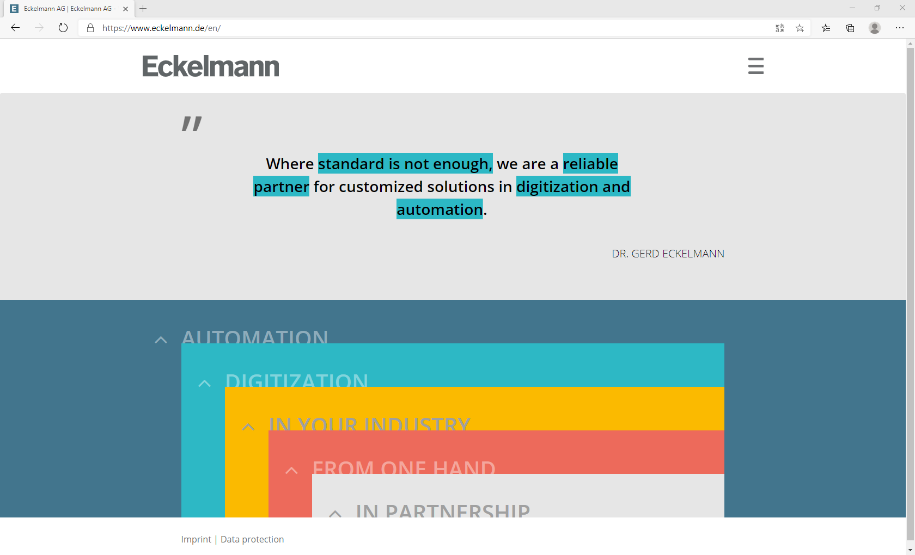 Eckelmann AG | Eckelmann AG
https://www.eckelmann.de/en/
Eckelmann
"
Where standard is not enough, we are a reliable
partner for customized solutions in digitization and
automation.
DR. GERD ECKELMANN
AUTOMATION
DIGITIZATION
IN YOUR INDUSTRY
FROM ONE HAND
IN PARTNERSHIP
Imprint | Data protection